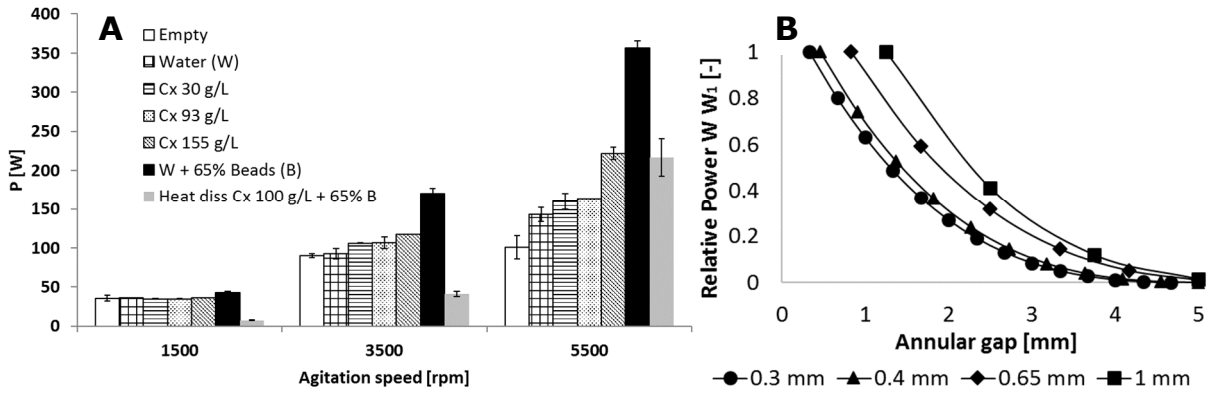 A
400
350
300
250
200
150
100
50
0
P [W]
Empty
Water (W)
Cx 30 g/L
Cx 93 g/L
Cx 155 g/L
W + 65% Beads (B)
Heat diss Cx 100 g/L + 65% B
1500 3500 5500
Agitation speed [rpm]
B
1
0.8
0.6
0.4
0.2
0
Relative Power W W₁ [-]
0 1 2 3 4 5
Annular gap [mm]
0.3 mm 0.4 mm 0.65 mm 1 mm